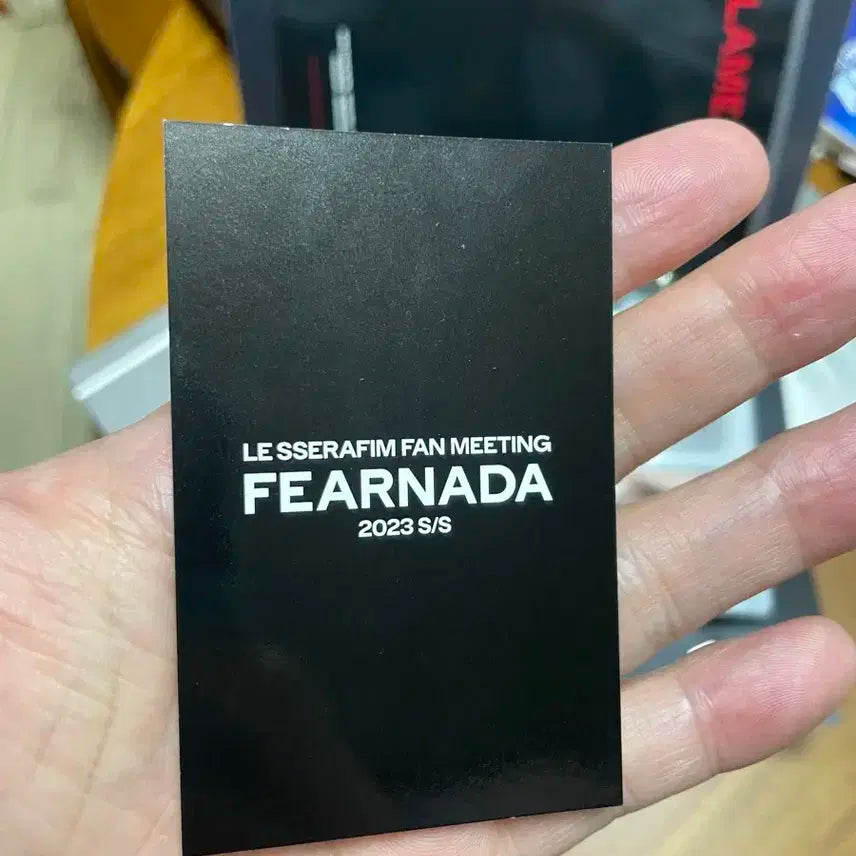 LE SSERAFIM FAN MEETING
FEARNADA
2023 S/S